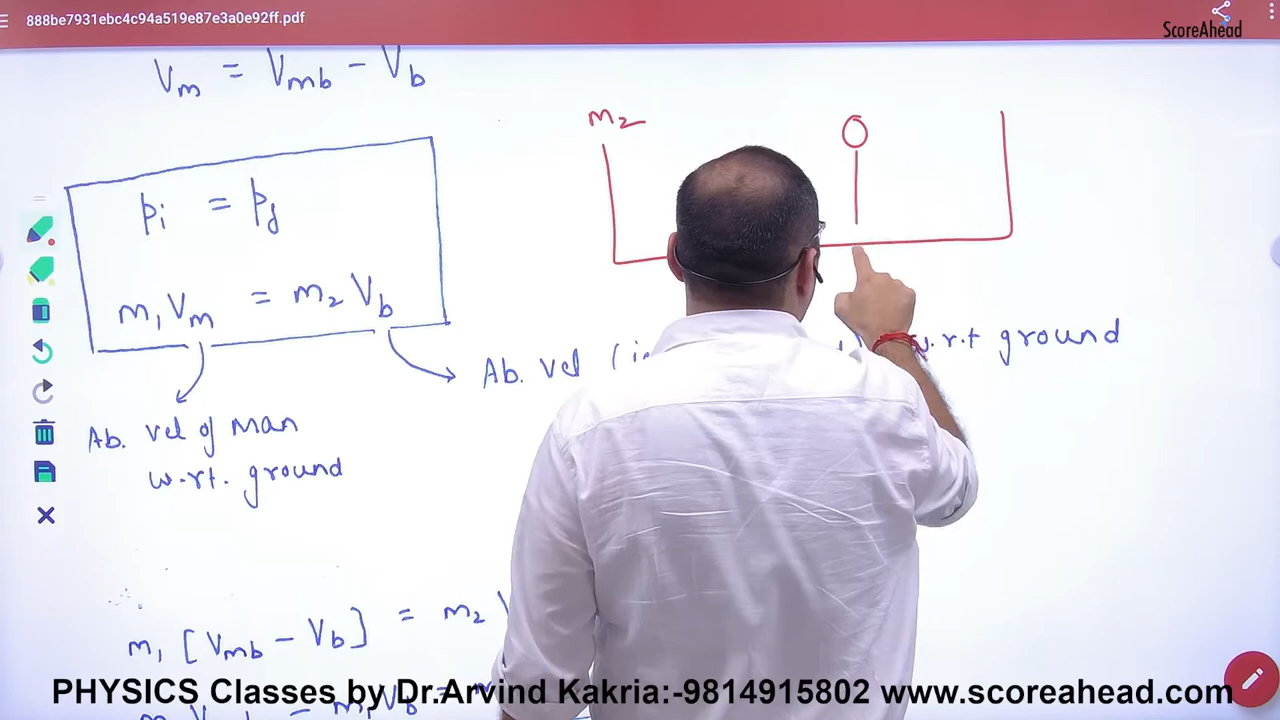 888be7931ebc4c94a519e87e3a0e92ff.pdf
ScoreAhead
Vm = Vmb - Vb
m2
pi = pf
m1Vm = m2Vb
Ab. vel w.r.t ground
Ab. vel of man
w.r.t. ground
m1 [Vmb - Vb] = m2
PHYSICS Classes by Dr.Arvind Kakria:-9814915802 www.scoreahead.com